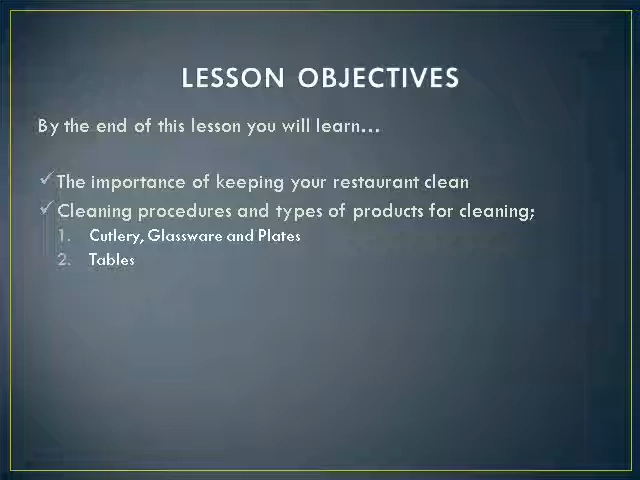 LESSON OBJECTIVES
By the end of this lesson you will learn...
✓ The importance of keeping your restaurant clean
✓ Cleaning procedures and types of products for cleaning;
1. Cutlery, Glassware and Plates
2. Tables